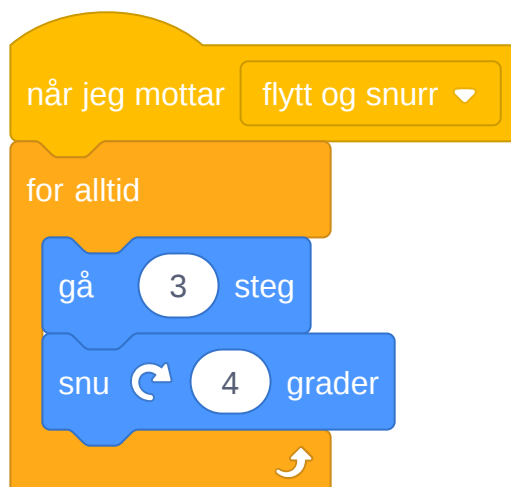 når jeg mottar flytt og snurr
for alltid
gå 3 steg
snu 4 grader